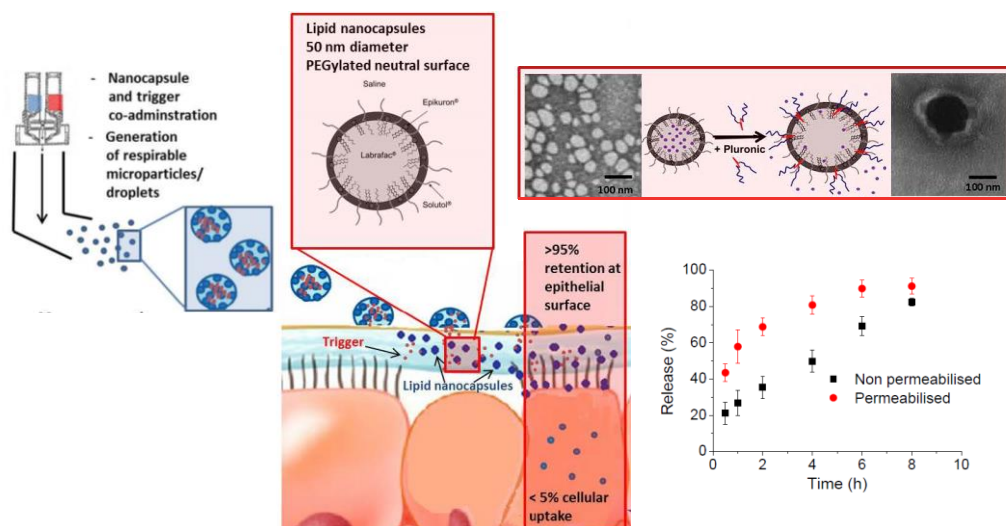 - Nanocapsule
and trigger
co-adminstration
- Generation
of respirable
microparticles/
droplets
Lipid nanocapsules
50 nm diameter
PEGylated neutral surface
Saline
Epikuron®
Labrafac®
Solutol®
100 nm
+ Pluronic
100 nm
>95%
retention at
epithelial
surface
Trigger
Lipid nanocapsules
< 5% cellular
uptake
Release (%)
100
80
60
40
20
0
Non permeabilised
Permeabilised
0 2 4 6 8 10
Time (h)